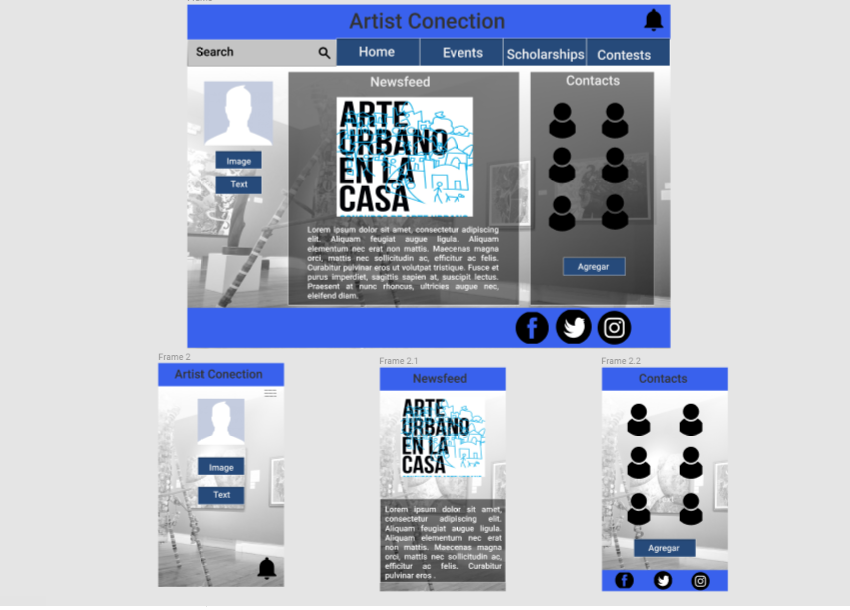 Frame
Artist Conection
Search
Home
Events
Scholarships
Contests
Newsfeed
Contacts
Image
Text
ARTE
URBANO
EN LA
CASA
Lorem ipsum dolor sit amet, consectetur adipiscing
elit. Aliquam feugiat augue ligula. Aliquam
elementum nec erat non mattis. Maecenas magna
orci, mattis nec sollicitudin ac, efficitur ac felis.
Curabitur pulvinar eros ut volutpat tristique. Fusce et
purus imperdiet, sagittis sapien at, suscipit lectus.
Praesent at nunc rhoncus, ultricies augue nec,
eleifend diam.
Agregar
Frame 2
Artist Conection
Image
Text
Frame 2.1
Newsfeed
ARTE
URBANO
EN LA
CASA
Lorem ipsum dolor sit amet,
consectetur adipiscing elit.
Aliquam feugiat augue ligula.
Aliquam elementum nec erat
non mattis. Maecenas magna
orci, mattis nec sollicitudin ac,
efficitur ac felis. Curabitur
pulvinar eros .
Frame 2.2
Contacts
Agregar